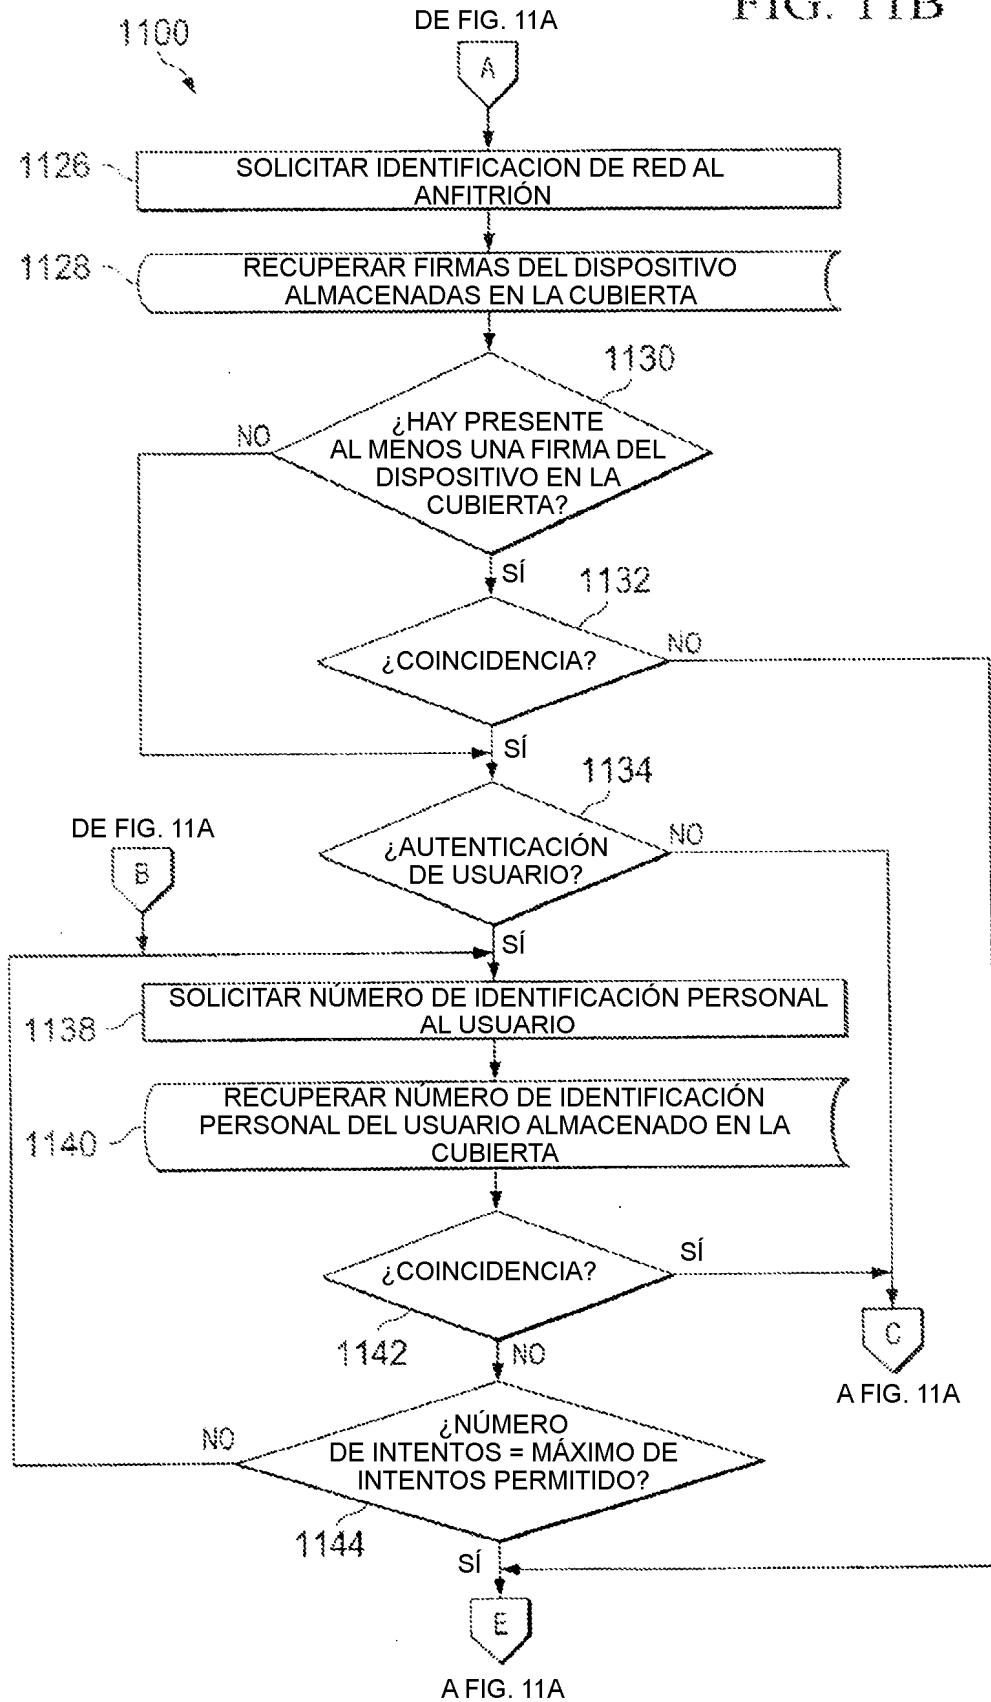 FIG. 11B
1100
DE FIG. 11A
A
1126
SOLICITAR IDENTIFICACION DE RED AL
ANFITRIÓN
1128
RECUPERAR FIRMAS DEL DISPOSITIVO
ALMACENADAS EN LA CUBIERTA
1130
¿HAY PRESENTE
AL MENOS UNA FIRMA DEL
DISPOSITIVO EN LA
CUBIERTA?
NO
SÍ
1132
¿COINCIDENCIA?
NO
SÍ
1134
¿AUTENTICACIÓN
DE USUARIO?
NO
DE FIG. 11A
B
SÍ
1138
SOLICITAR NÚMERO DE IDENTIFICACIÓN PERSONAL
AL USUARIO
1140
RECUPERAR NÚMERO DE IDENTIFICACIÓN
PERSONAL DEL USUARIO ALMACENADO EN LA
CUBIERTA
¿COINCIDENCIA?
SÍ
1142
NO
C
A FIG. 11A
¿NÚMERO
DE INTENTOS = MÁXIMO DE
INTENTOS PERMITIDO?
NO
1144
SÍ
E
A FIG. 11A